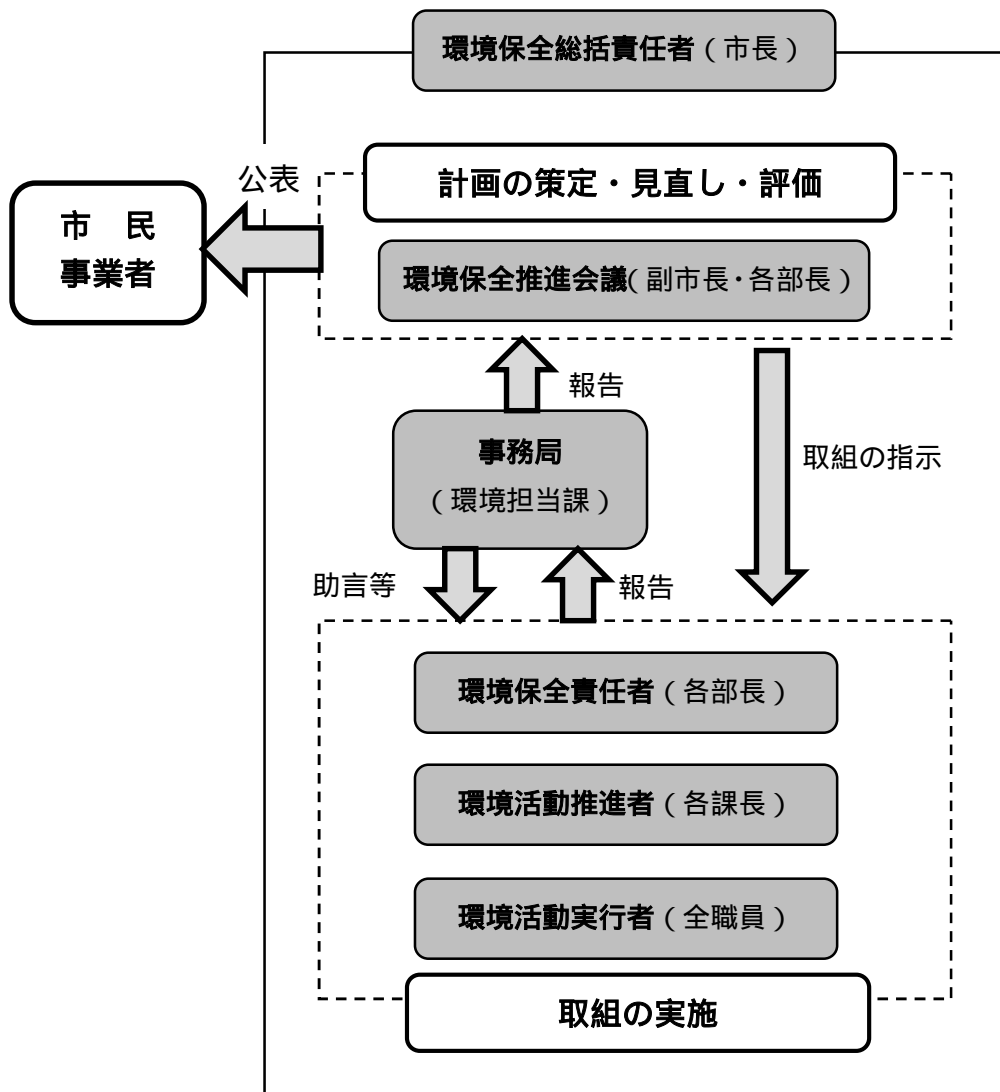 環境保全総括責任者（市長）
公表
計画の策定・見直し・評価
市　民
事業者
環境保全推進会議（副市長・各部長）
報告
事務局
（環境担当課）
取組の指示
助言等
報告
環境保全責任者（各部長）
環境活動推進者（各課長）
環境活動実行者（全職員）
取組の実施